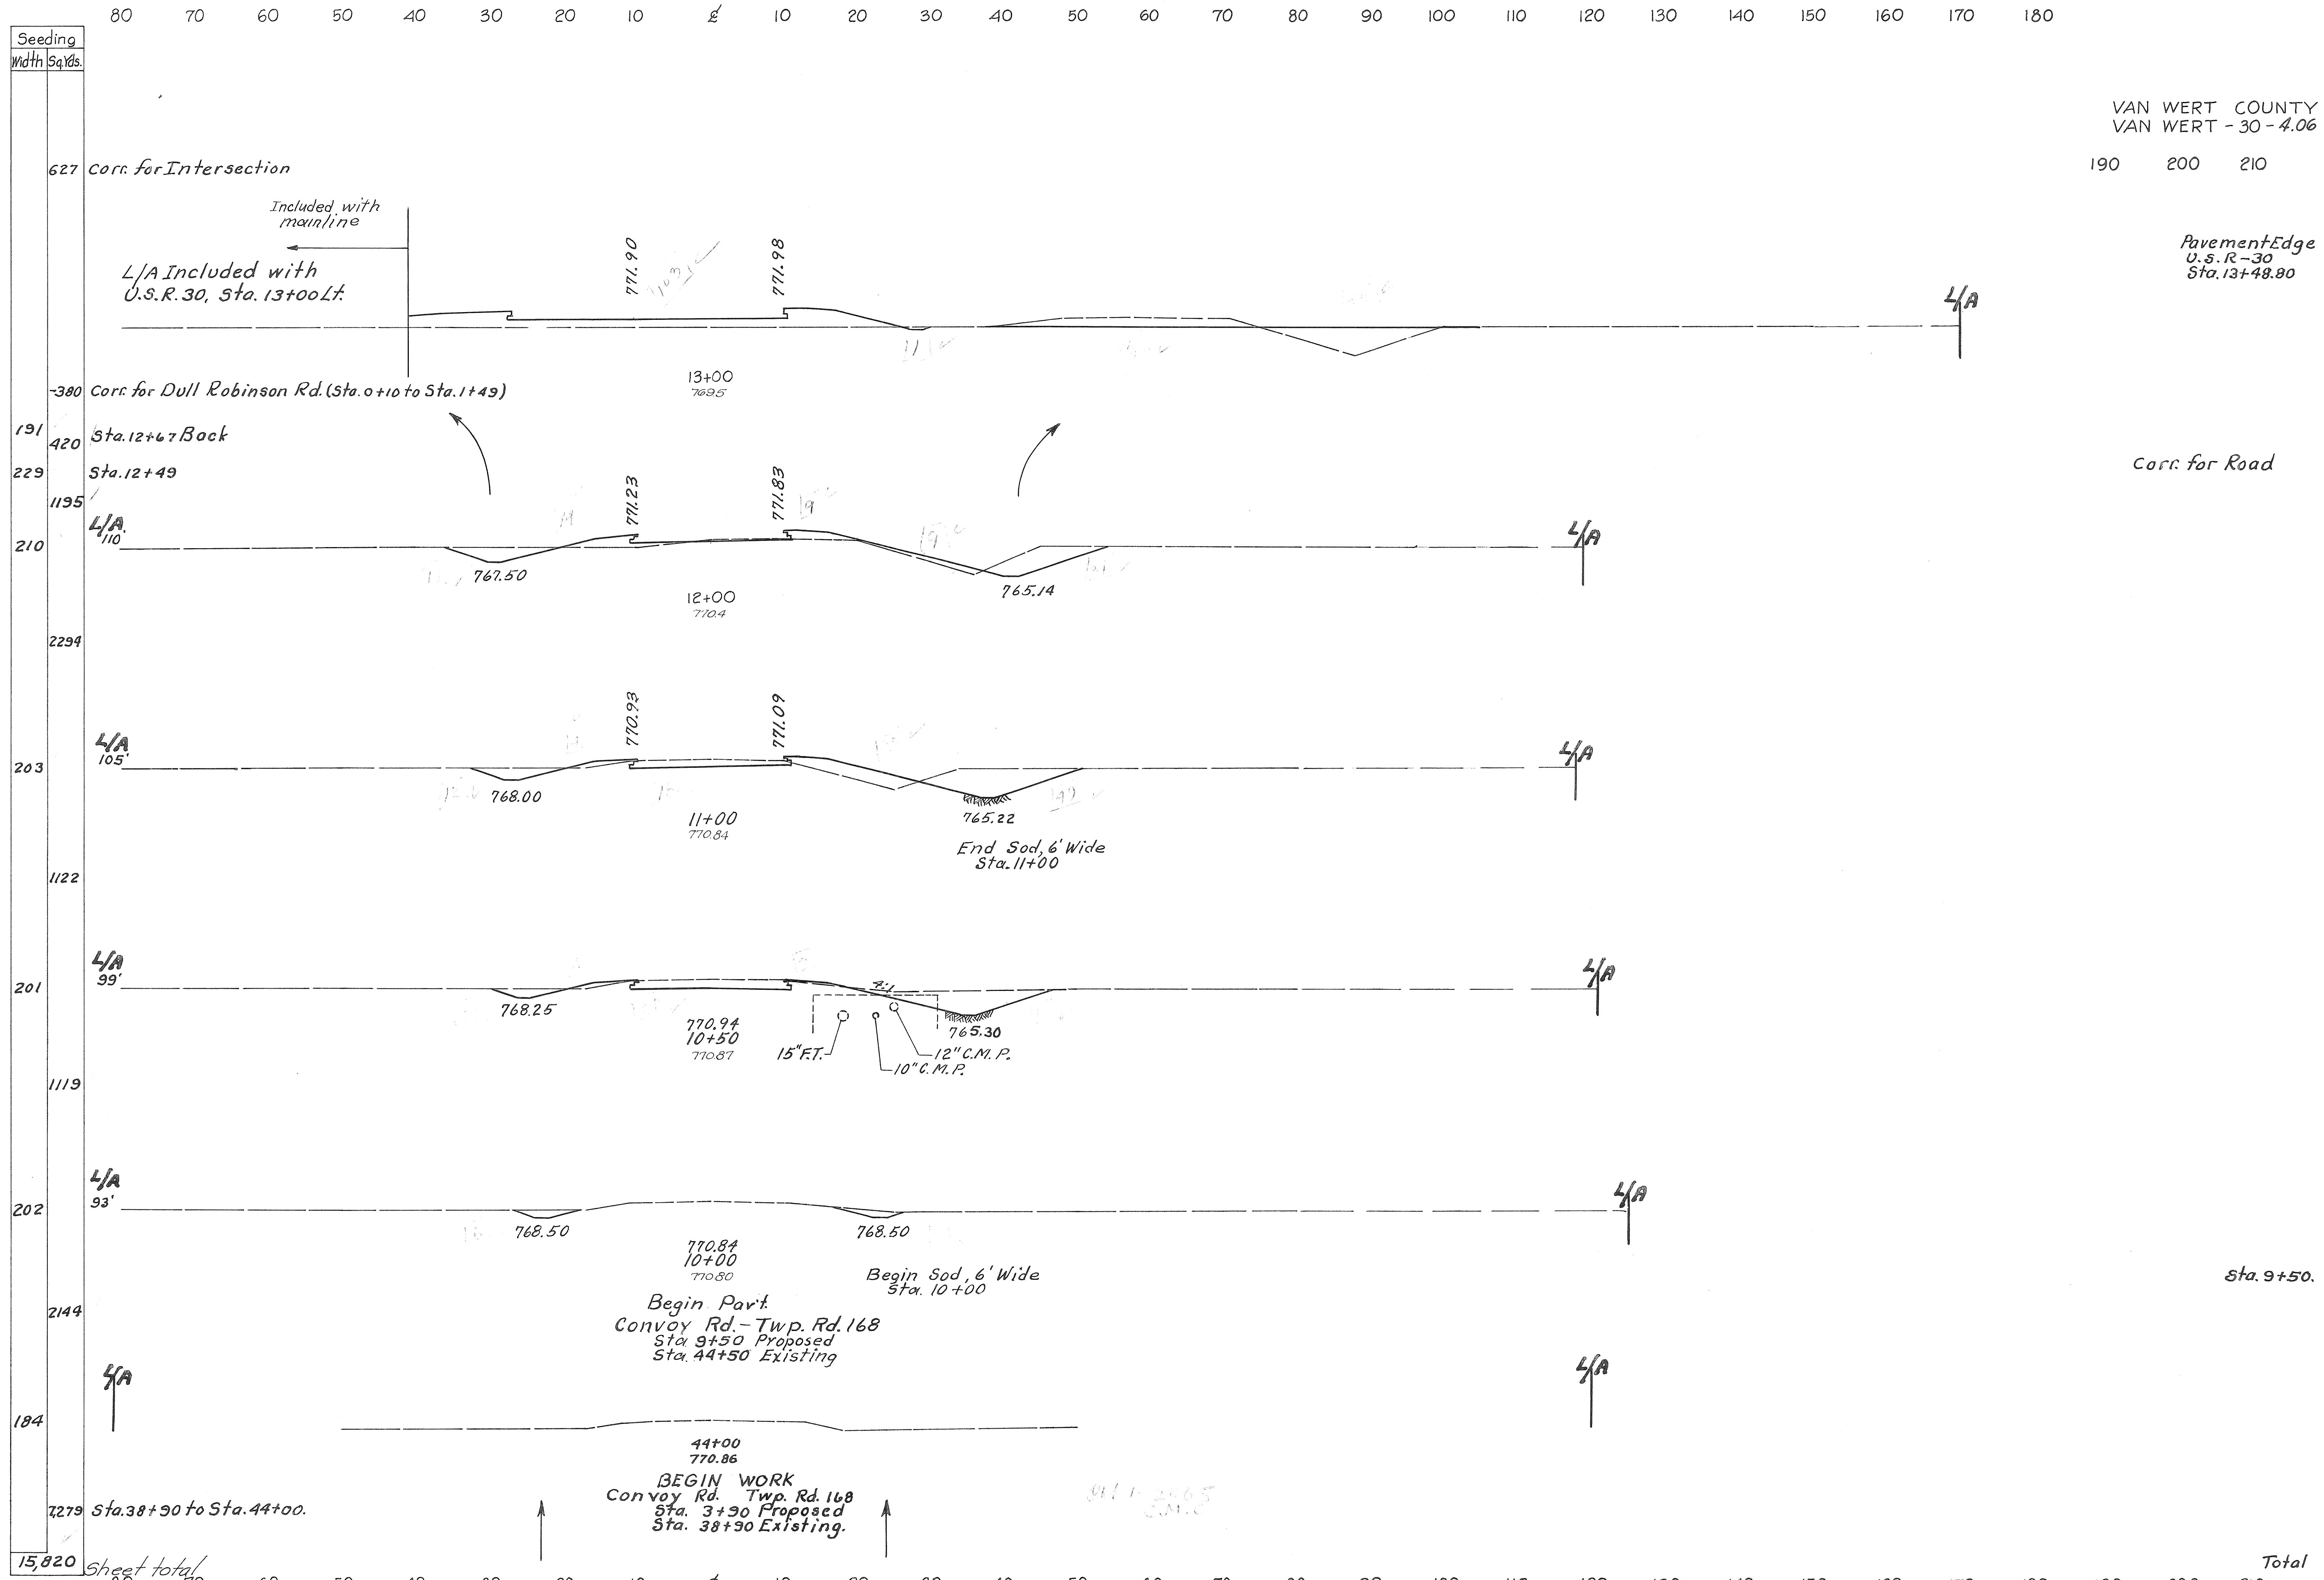 80 70 60 50 40 30 20 10 ℄ 10 20 30 40 50 60 70 80 90 100 110 120 130 140 150 160 170 180
Seeding
Width Sq.Yds.
VAN WERT COUNTY
VAN WERT - 30 - 4.06
190 200 210
627 Corr. for Intersection
Included with
mainline
L/A Included with
U.S.R. 30, Sta. 13+00 Lt.
771.90
771.98
Pavement Edge
U.S.R-30
Sta. 13+48.80
L/A
13+00
769.5
-380 Corr. for Dull Robinson Rd. (Sta. 0+10 to Sta. 1+49)
191
420 Sta. 12+67 Back
229 Sta. 12+49
Corr. for Road
1195
L/A
110'
210
771.23
771.83
L/A
767.50
765.14
12+00
770.4
2294
L/A
105'
203
770.93
771.09
L/A
768.00
765.22
11+00
770.84
End Sod, 6' Wide
Sta. 11+00
1122
L/A
99'
201
4:1
L/A
768.25
765.30
770.94
10+50
770.87
15" F.T.
12" C.M.P.
10" C.M.P.
1119
L/A
93'
202
L/A
768.50
768.50
770.84
10+00
770.80
Begin Sod, 6' Wide
Sta. 10+00
Sta. 9+50.
2144
Begin Pav't.
Convoy Rd. - Twp. Rd. 168
Sta. 9+50 Proposed
Sta. 44+50 Existing
L/A
L/A
184
44+00
770.86
BEGIN WORK
Convoy Rd. Twp. Rd. 168
Sta. 3+90 Proposed
Sta. 38+90 Existing.
7,279 Sta. 38+90 to Sta. 44+00.
15,820 Sheet total
Total